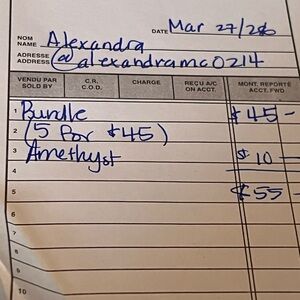 DATE Mar 27/26
NOM
NAME Alexandra
ADRESSE
ADDRESS @alexandramc0214
VENDU PAR
SOLD BY
C.R.
C.O.D.
CHARGE
REÇU A/C
ON ACCT.
MONT. REPORTÉ
ACCT. FWD
1 Bundle $45 -
2 (5 for $45)
3 Amethyst $10 -
4
5 $55 -
6
7
8
9
10